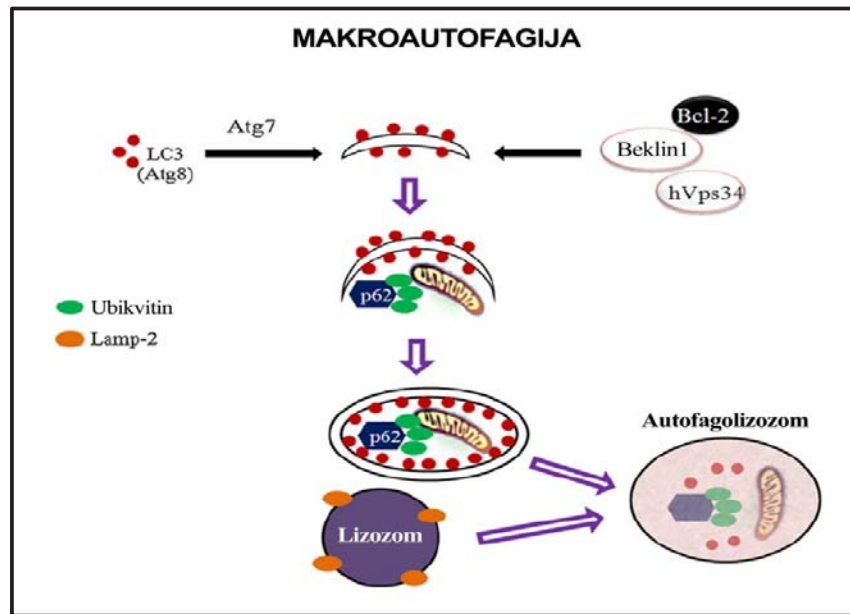 MAKROAUTOFAGIJA
Atg7
LC3
(Atg8)
Bcl-2
Beklin1
hVps34
p62
Ubikvitin
Lamp-2
p62
Autofagolizozom
Lizozom